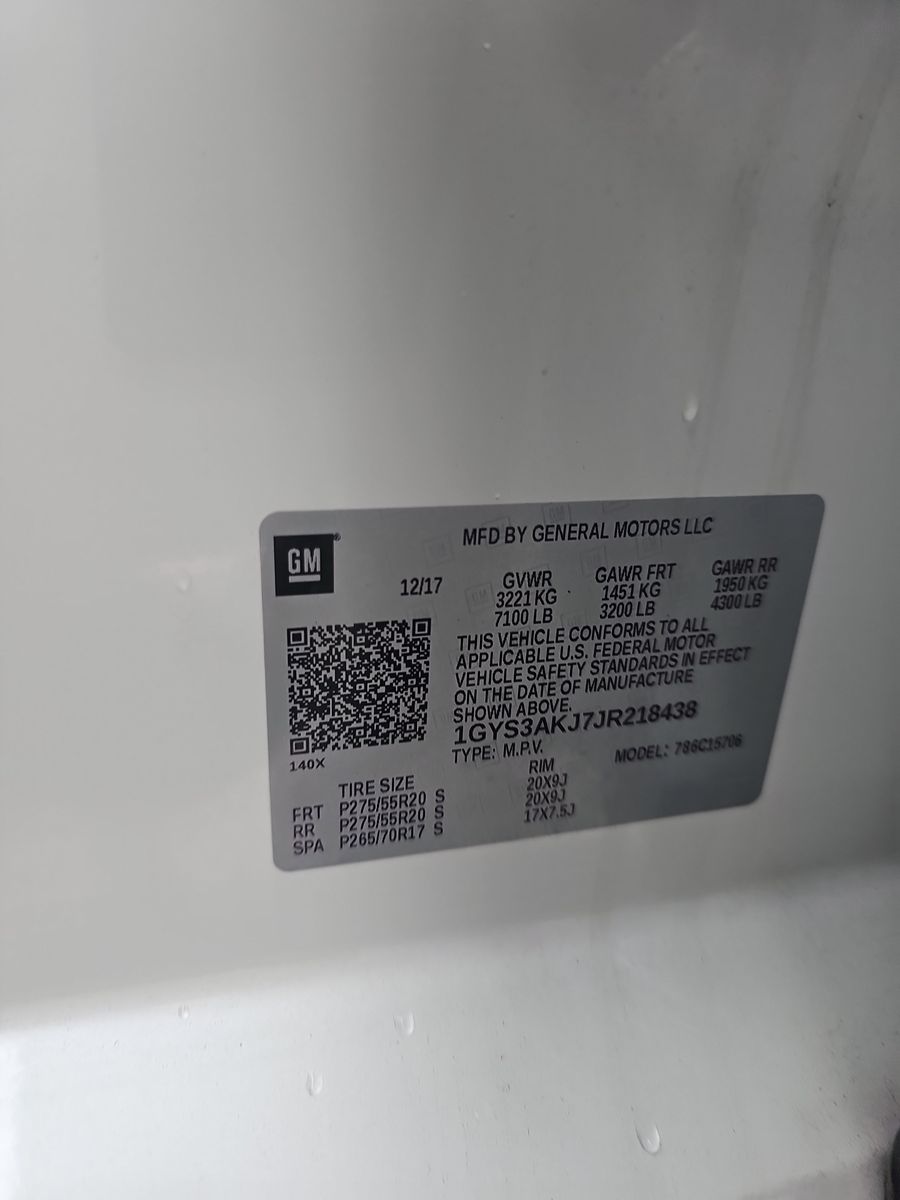 GM
MFD BY GENERAL MOTORS LLC
12/17
GVWR
3221 KG
7100 LB
GAWR FRT
1451 KG
3200 LB
GAWR RR
1950 KG
4300 LB
THIS VEHICLE CONFORMS TO ALL
APPLICABLE U.S. FEDERAL MOTOR
VEHICLE SAFETY STANDARDS IN EFFECT
ON THE DATE OF MANUFACTURE
SHOWN ABOVE.
1GYS3AKJ7JR218438
TYPE: M.P.V.
MODEL: 786C15706
140X
TIRE SIZE RIM
FRT P275/55R20 S 20X9J
RR P275/55R20 S 20X9J
SPA P265/70R17 S 17X7.5J